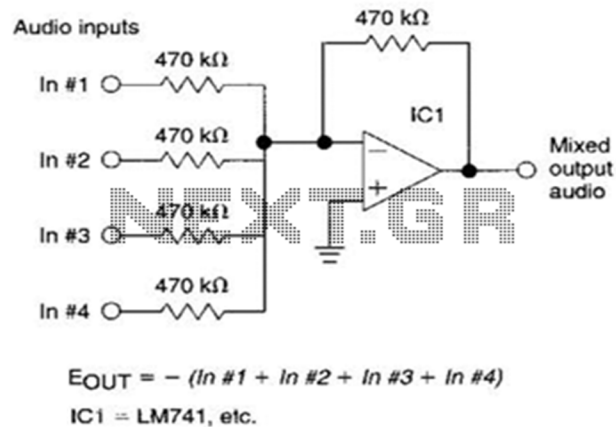 Audio inputs
470 kΩ
470 kΩ
In #1
IC1
470 kΩ
In #2
Mixed
output
audio
−
+
NEXT.GR
470 kΩ
In #3
470 kΩ
In #4
EOUT = − (In #1 + In #2 + In #3 + In #4)
IC1 = LM741, etc.